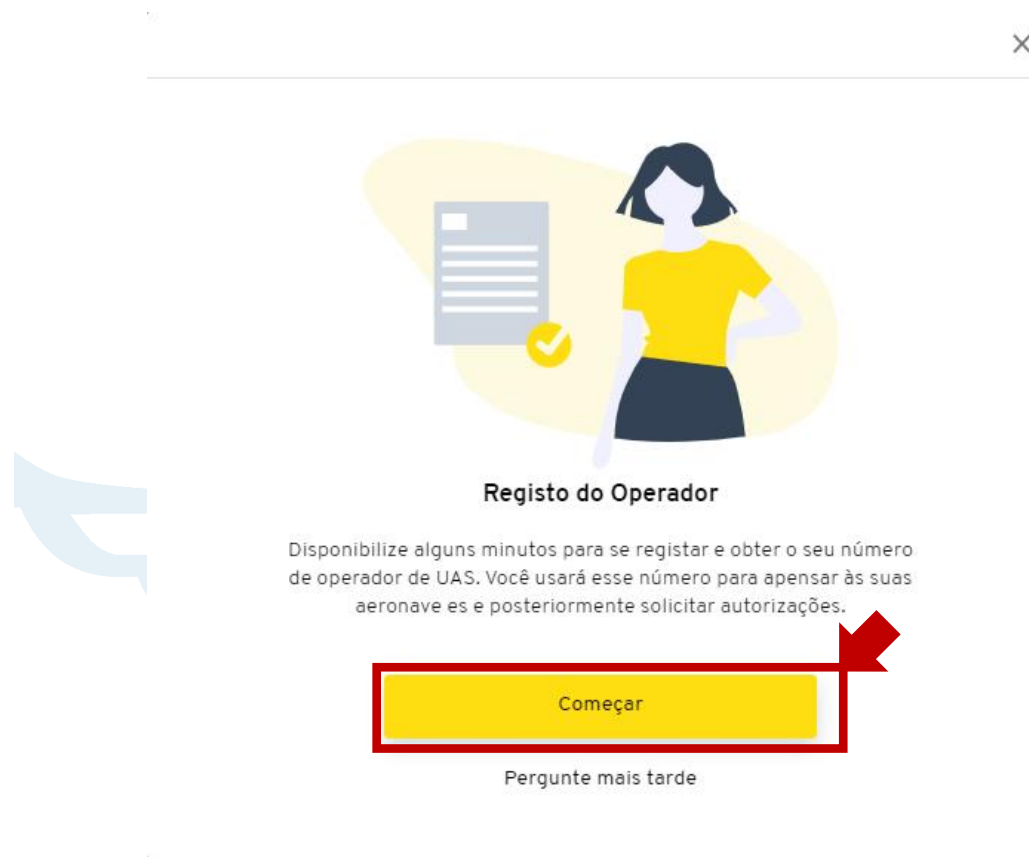 Registo do Operador
Disponibilize alguns minutos para se registar e obter o seu número
de operador de UAS. Você usará esse número para apensar às suas
aeronave es e posteriormente solicitar autorizações.
Começar
Pergunte mais tarde